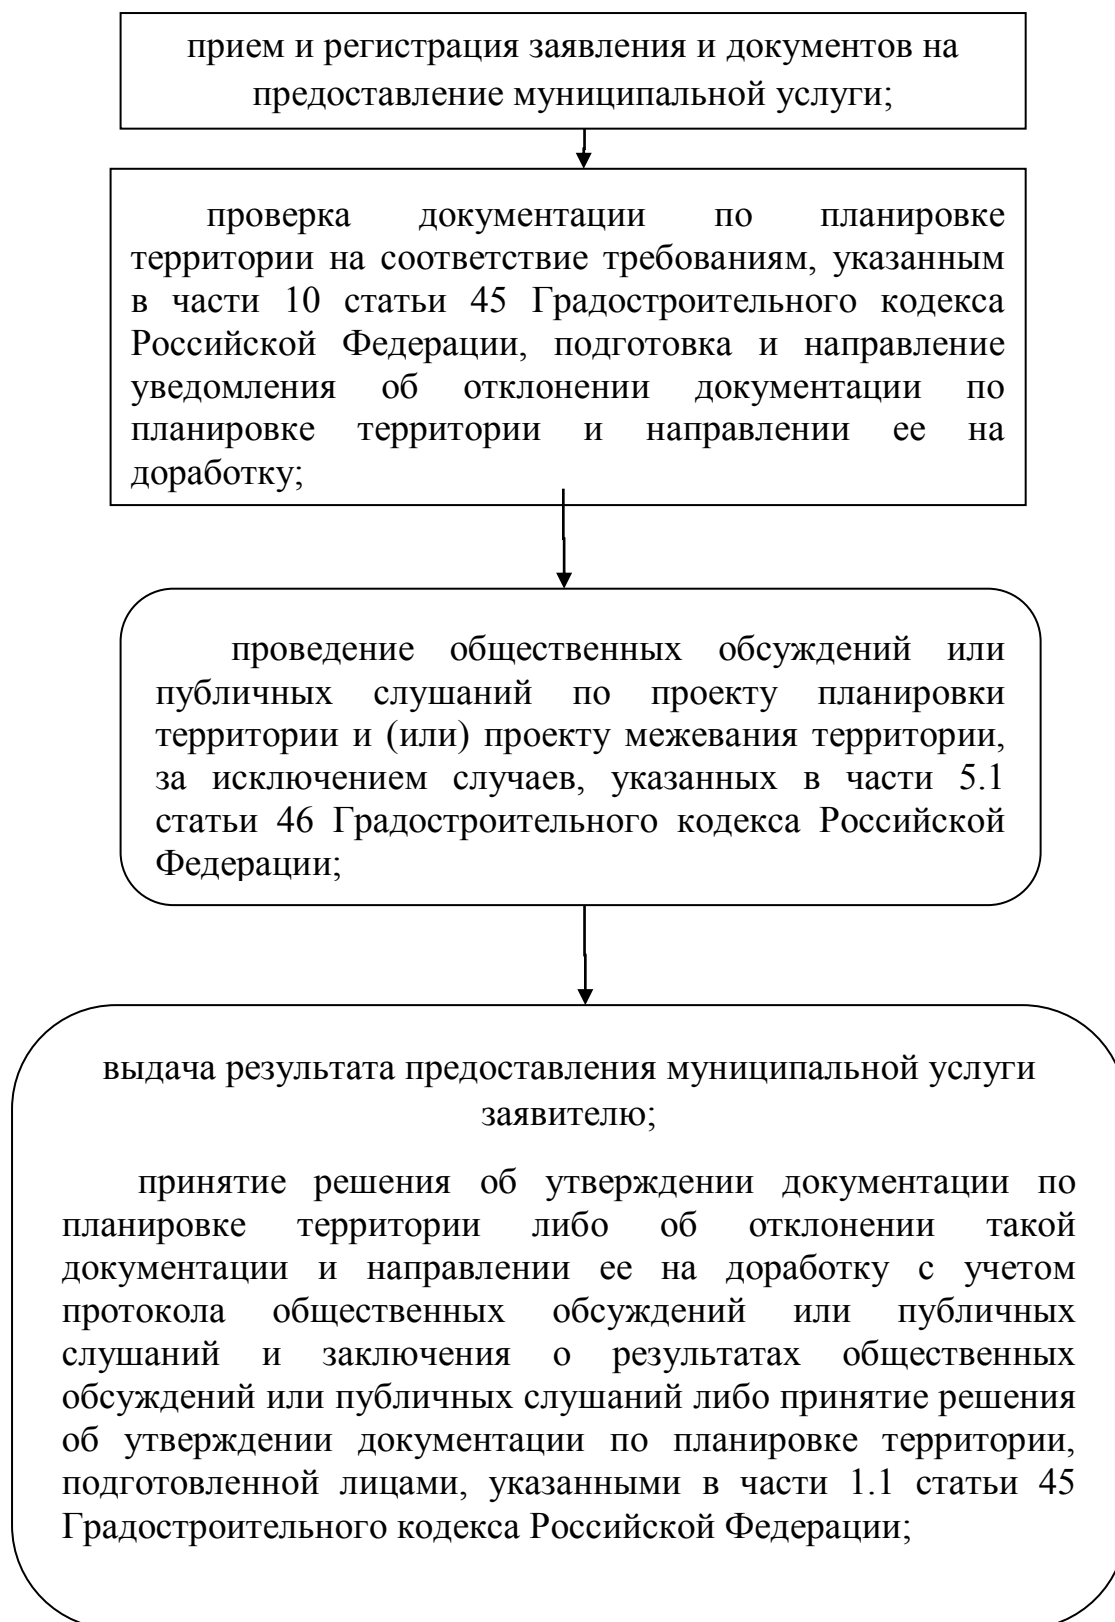 прием и регистрация заявления и документов на
предоставление муниципальной услуги;
проверка документации по планировке
территории на соответствие требованиям, указанным
в части 10 статьи 45 Градостроительного кодекса
Российской Федерации, подготовка и направление
уведомления об отклонении документации по
планировке территории и направлении ее на
доработку;
проведение общественных обсуждений или
публичных слушаний по проекту планировки
территории и (или) проекту межевания территории,
за исключением случаев, указанных в части 5.1
статьи 46 Градостроительного кодекса Российской
Федерации;
выдача результата предоставления муниципальной услуги
заявителю;
принятие решения об утверждении документации по
планировке территории либо об отклонении такой
документации и направлении ее на доработку с учетом
протокола общественных обсуждений или публичных
слушаний и заключения о результатах общественных
обсуждений или публичных слушаний либо принятие решения
об утверждении документации по планировке территории,
подготовленной лицами, указанными в части 1.1 статьи 45
Градостроительного кодекса Российской Федерации;